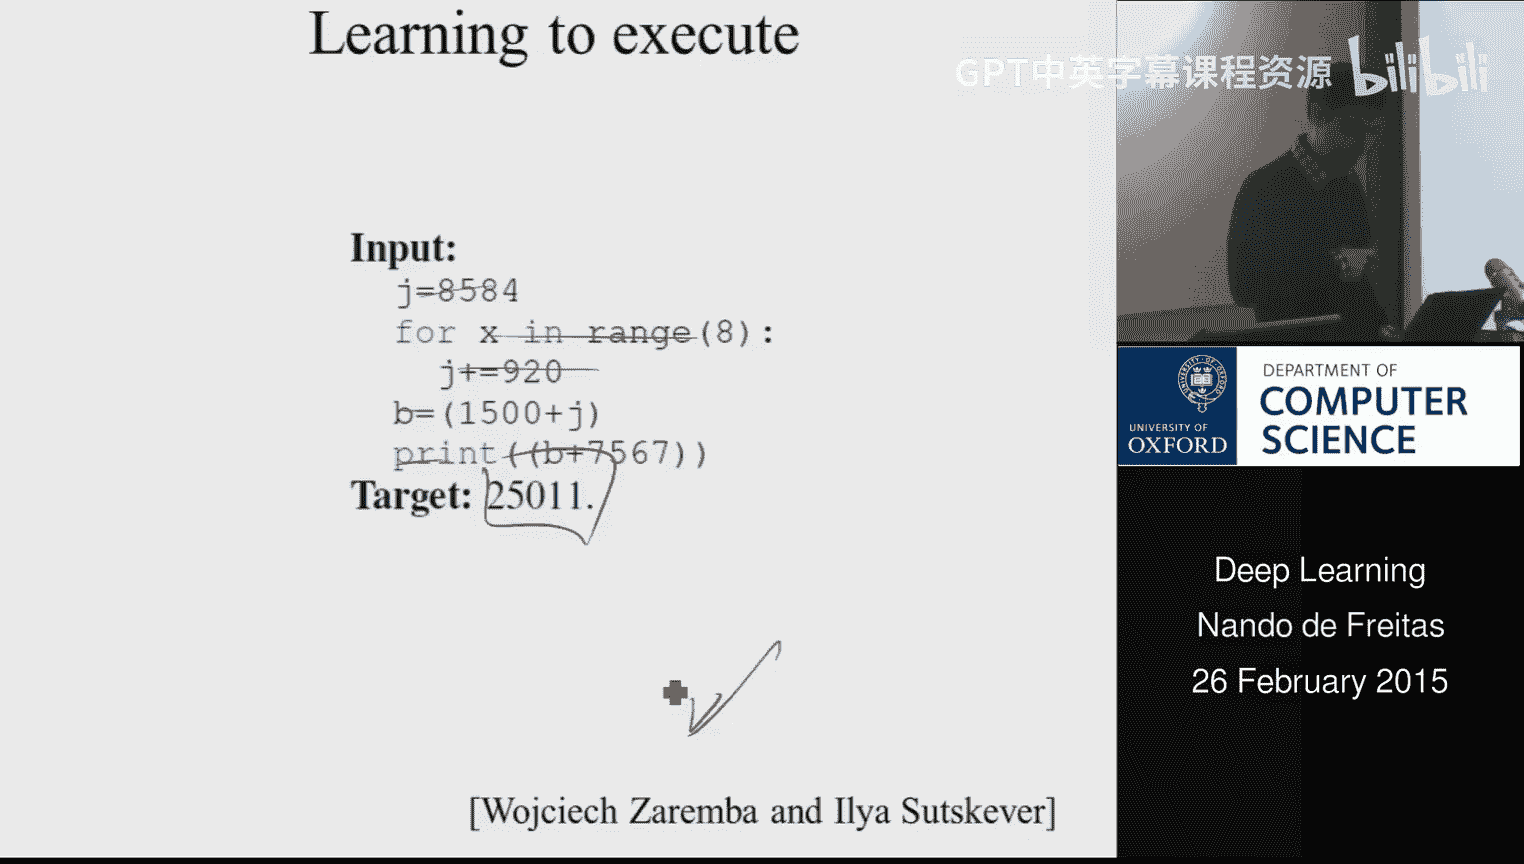 Learning to execute
GPT中英字幕课程资源 bilibili
Input:
j=8584
for x in range(8):
j+=920
b=(1500+j)
print((b+7567))
Target: 25011.
[Wojciech Zaremba and Ilya Sutskever]
UNIVERSITY OF
OXFORD
DEPARTMENT OF
COMPUTER
SCIENCE
Deep Learning
Nando de Freitas
26 February 2015